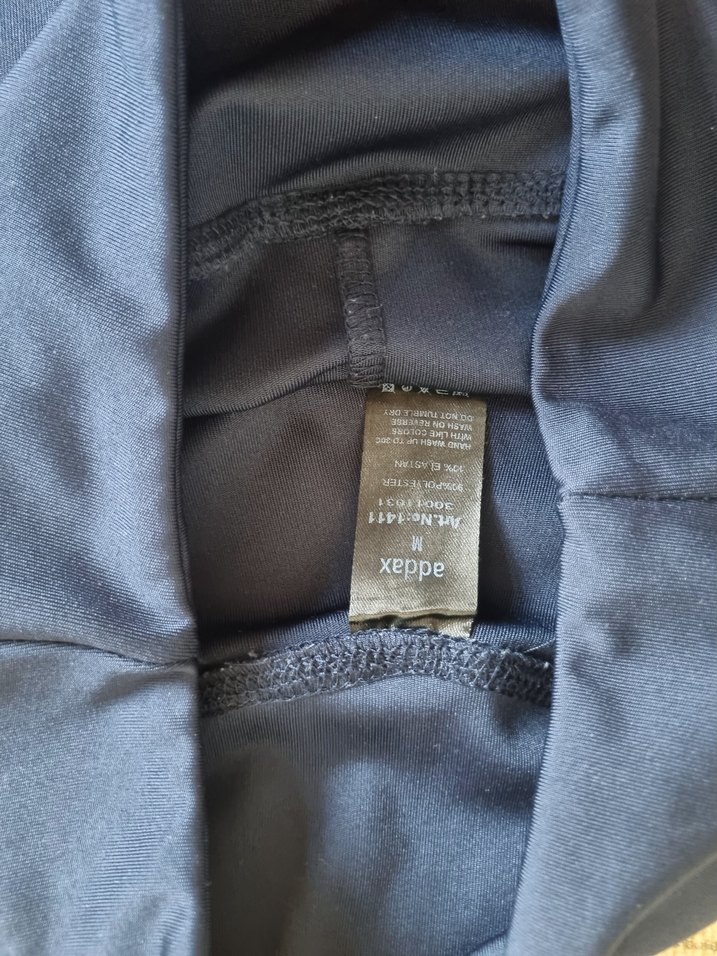 addax
M
Art.No:1411
30011031
90%POLYESTER
10% ELASTAN
HAND WASH UP TO 30C
WITH LIKE COLORS
WASH ON REVERSE
DO NOT TUMBLE DRY